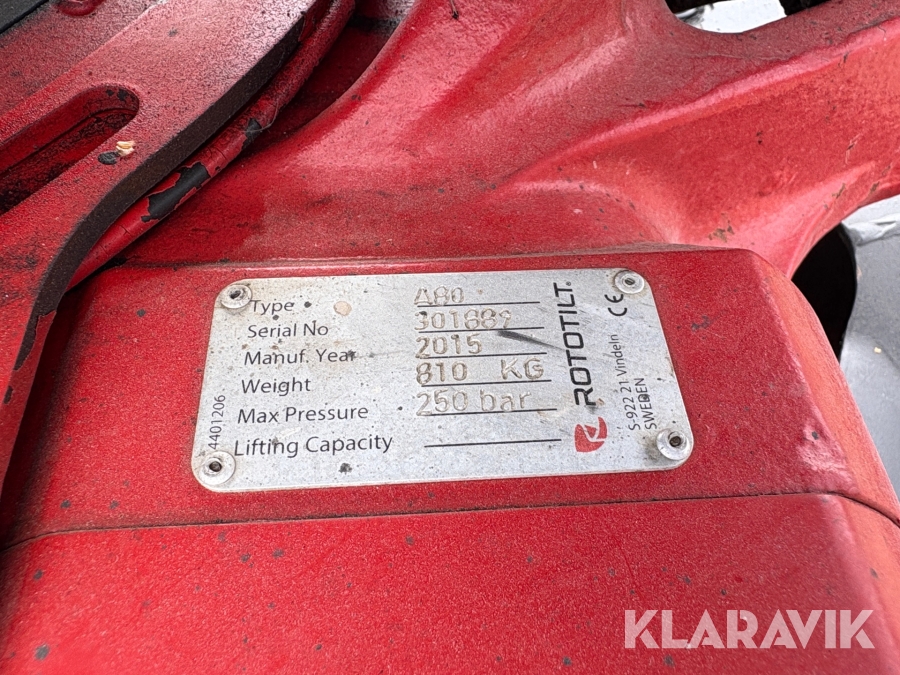 Type A80
Serial No 301889
Manuf. Year 2015
Weight 810 KG
Max Pressure 250 bar
Lifting Capacity
4401206
ROTOTILT.
CE
S-922 21 Vindeln
SWEDEN
KLARAVIK